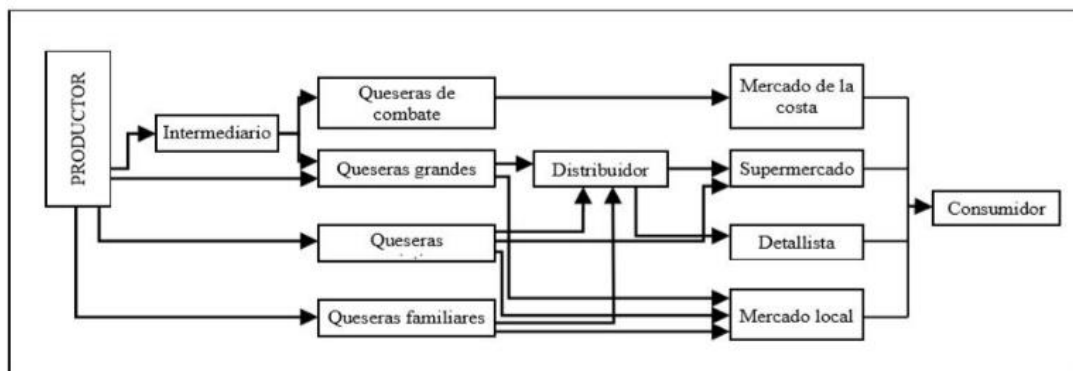 PRODUCTOR
Intermediario
Queseras de
combate
Queseras grandes
Queseras
Queseras familiares
Distribuidor
Mercado de la
costa
Supermercado
Detallista
Mercado local
Consumidor